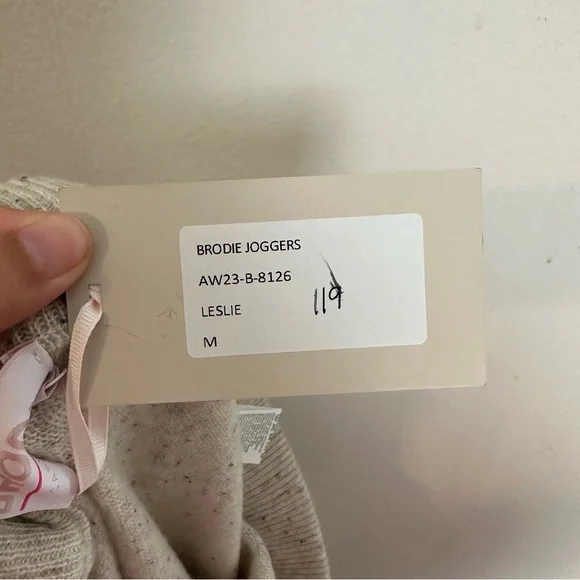 BRODIE JOGGERS
AW23-B-8126
LESLIE 119
M